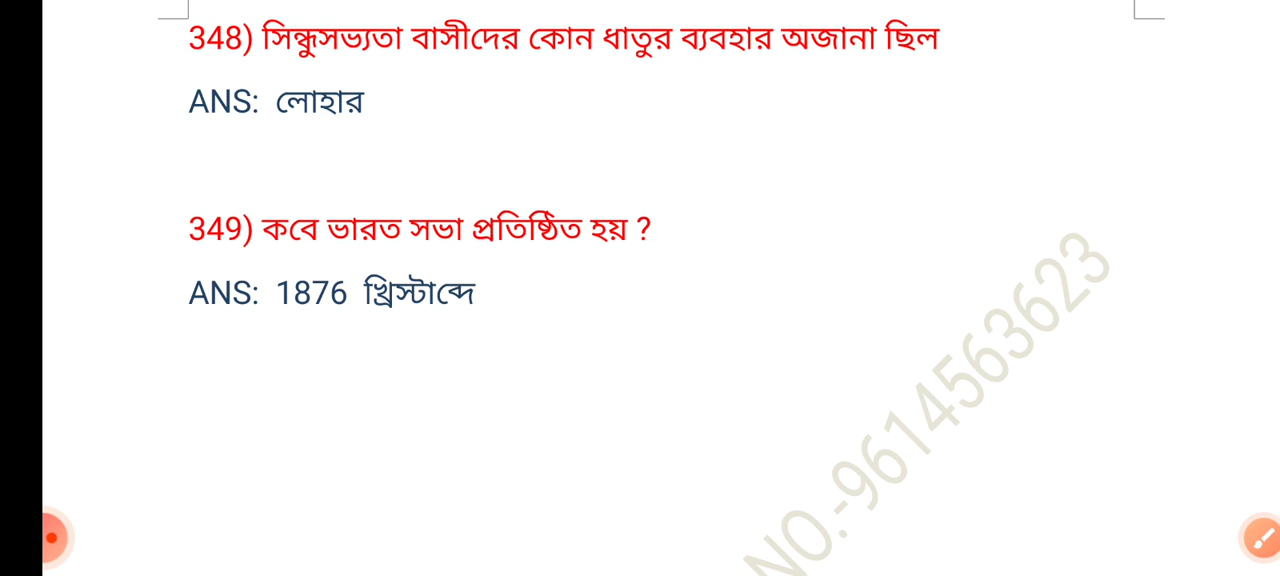 348) সিন্ধুসভ্যতা বাসীদের কোন ধাতুর ব্যবহার অজানা ছিল
ANS: লোহার
349) কবে ভারত সভা প্রতিষ্ঠিত হয় ?
ANS: 1876 খ্রিস্টাব্দে
NO.-9614563623